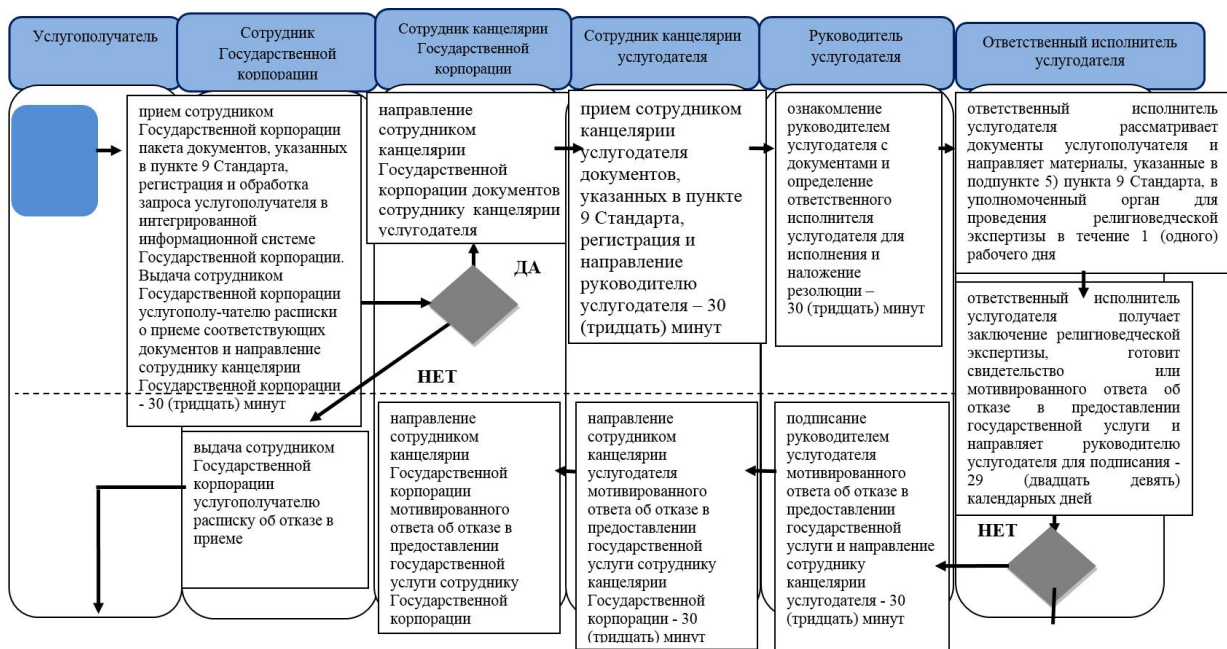 Услугополучатель
Сотрудник
Государственной
корпорации
Сотрудник канцелярии
Государственной
корпорации
Сотрудник канцелярии
услугодателя
Руководитель
услугодателя
Ответственный исполнитель
услугодателя
прием сотрудником
Государственной корпорации
пакета документов, указанных
в пункте 9 Стандарта,
регистрация и обработка
запроса услугополучателя в
интегрированной
информационной системе
Государственной корпорации.
Выдача сотрудником
Государственной корпорации
услугополу-чателю расписки
о приеме соответствующих
документов и направление
сотруднику канцелярии
Государственной корпорации
- 30 (тридцать) минут
направление
сотрудником
канцелярии
Государственной
корпорации документов
сотруднику канцелярии
услугодателя
ДА
НЕТ
прием сотрудником
канцелярии
услугодателя
документов,
указанных в пункте
9 Стандарта,
регистрация и
направление
руководителю
услугодателя – 30
(тридцать) минут
ознакомление
руководителем
услугодателя с
документами и
определение
ответственного
исполнителя
услугодателя для
исполнения и
наложение
резолюции –
30 (тридцать) минут
ответственный исполнитель
услугодателя рассматривает
документы услугополучателя и
направляет материалы, указанные в
подпункте 5) пункта 9 Стандарта, в
уполномоченный орган для
проведения религиоведческой
экспертизы в течение 1 (одного)
рабочего дня
ответственный исполнитель
услугодателя получает
заключение религиоведческой
экспертизы, готовит
свидетельство или
мотивированного ответа об
отказе в предоставлении
государственной услуги и
направляет руководителю
услугодателя для подписания -
29 (двадцать девять)
календарных дней
НЕТ
выдача сотрудником
Государственной
корпорации
услугополучателю
расписку об отказе в
приеме
направление
сотрудником
канцелярии
Государственной
корпорации
мотивированного
ответа об отказе в
предоставлении
государственной
услуги сотруднику
Государственной
корпорации
направление
сотрудником
канцелярии
услугодателя
мотивированного
ответа об отказе в
предоставлении
государственной
услуги сотруднику
канцелярии
Государственной
корпорации - 30
(тридцать) минут
подписание
руководителем
услугодателя
мотивированного
ответа об отказе в
предоставлении
государственной
услуги и направление
сотруднику
канцелярии
услугодателя - 30
(тридцать) минут